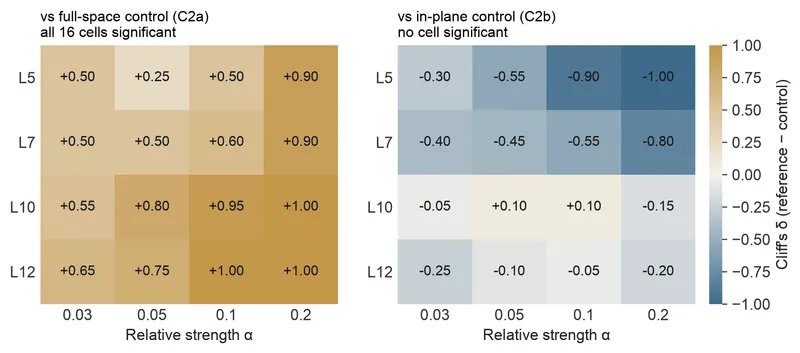 vs full-space control (C2a)
all 16 cells significant
L5 +0.50 +0.25 +0.50 +0.90
L7 +0.50 +0.50 +0.60 +0.90
L10 +0.55 +0.80 +0.95 +1.00
L12 +0.65 +0.75 +1.00 +1.00
0.03 0.05 0.1 0.2
Relative strength α
vs in-plane control (C2b)
no cell significant
L5 -0.30 -0.55 -0.90 -1.00
L7 -0.40 -0.45 -0.55 -0.80
L10 -0.05 +0.10 +0.10 -0.15
L12 -0.25 -0.10 -0.05 -0.20
0.03 0.05 0.1 0.2
Relative strength α
1.00
0.75
0.50
0.25
0.00
−0.25
−0.50
−0.75
−1.00
Cliff's δ (reference − control)